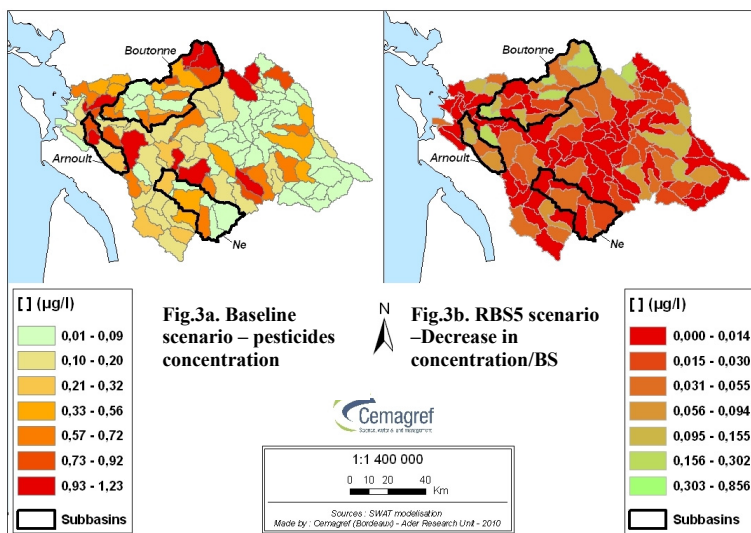 Boutonne
Arnoult
Ne
Boutonne
Arnoult
Ne
[ ] (µg/l)
0,01 - 0,09
0,10 - 0,20
0,21 - 0,32
0,33 - 0,56
0,57 - 0,72
0,73 - 0,92
0,93 - 1,23
Subbasins
Fig.3a. Baseline
scenario – pesticides
concentration
N
Fig.3b. RBS5 scenario
–Decrease in
concentration/BS
[ ] (µg/l)
0,000 - 0,014
0,015 - 0,030
0,031 - 0,055
0,056 - 0,094
0,095 - 0,155
0,156 - 0,302
0,303 - 0,856
Subbasins
Cemagref
1:1 400 000
0 10 20 40
Km
Sources : SWAT modelisation
Made by : Cemagref (Bordeaux) - Ader Research Unit - 2010